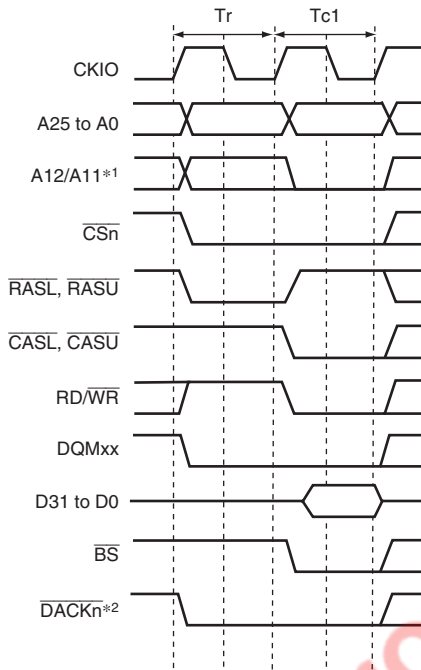 Tr Tc1
CKIO
A25 to A0
A12/A11*1
CSn
RASL, RASU
CASL, CASU
RD/WR
DQMxx
D31 to D0
BS
DACKn*2